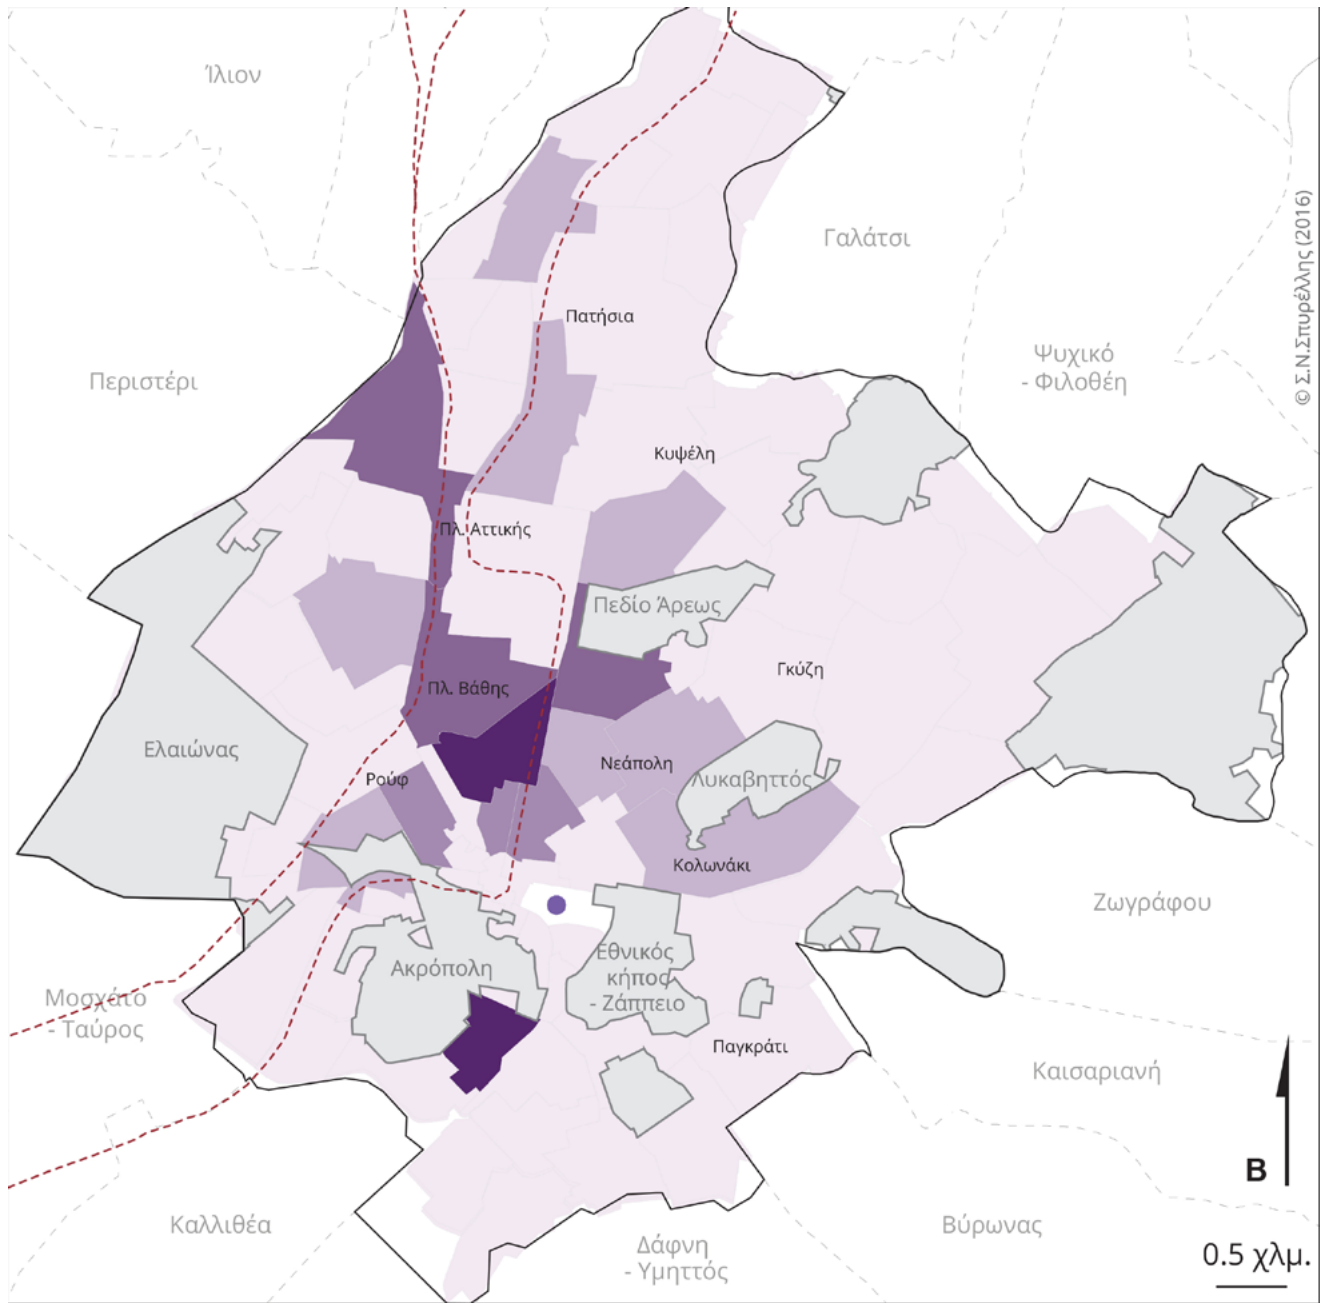 Ίλιον
Γαλάτσι
© Σ.Ν.Σπυρέλλης (2016)
Πατήσια
Ψυχικό
- Φιλοθέη
Περιστέρι
Κυψέλη
Πλ. Αττικής
Πεδίο Άρεως
Γκύζη
Πλ. Βάθης
Ελαιώνας
Νεάπολη
Ρούφ
Λυκαβηττός
Κολωνάκι
Ζωγράφου
Ακρόπολη
Εθνικός
κήπος
- Ζάππειο
Μοσχάτο
- Ταύρος
Παγκράτι
Καισαριανή
Β
Καλλιθέα
Βύρωνας
Δάφνη
- Υμηττός
0.5 χλμ.